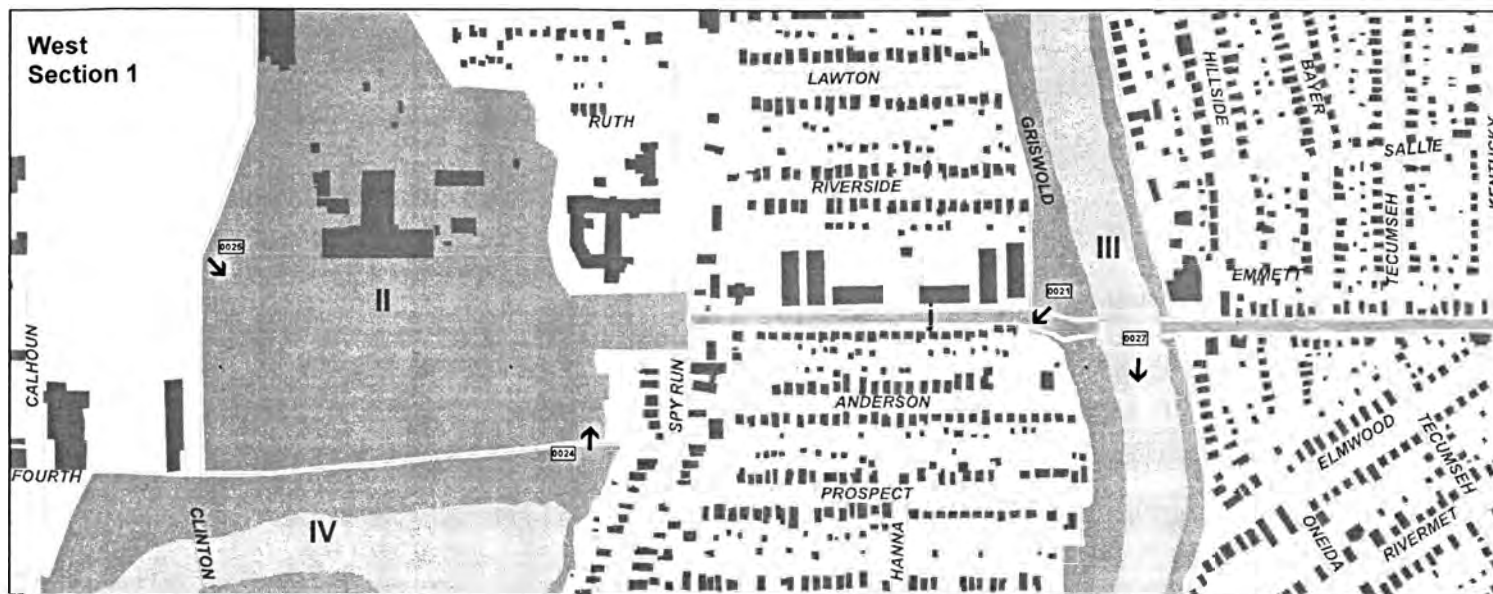 West
Section 1
LAWTON
HILLSIDE
BAYER
RUTH
GRISWOLD
SALLIE
RIVERSIDE
TECUMSEH
0025
III
EMMETT
II
0021
I
0027
CALHOUN
SPY RUN
ANDERSON
ELMWOOD
TECUMSEH
0024
FOURTH
PROSPECT
CLINTON
IV
HANNA
ONEIDA
RIVERMET